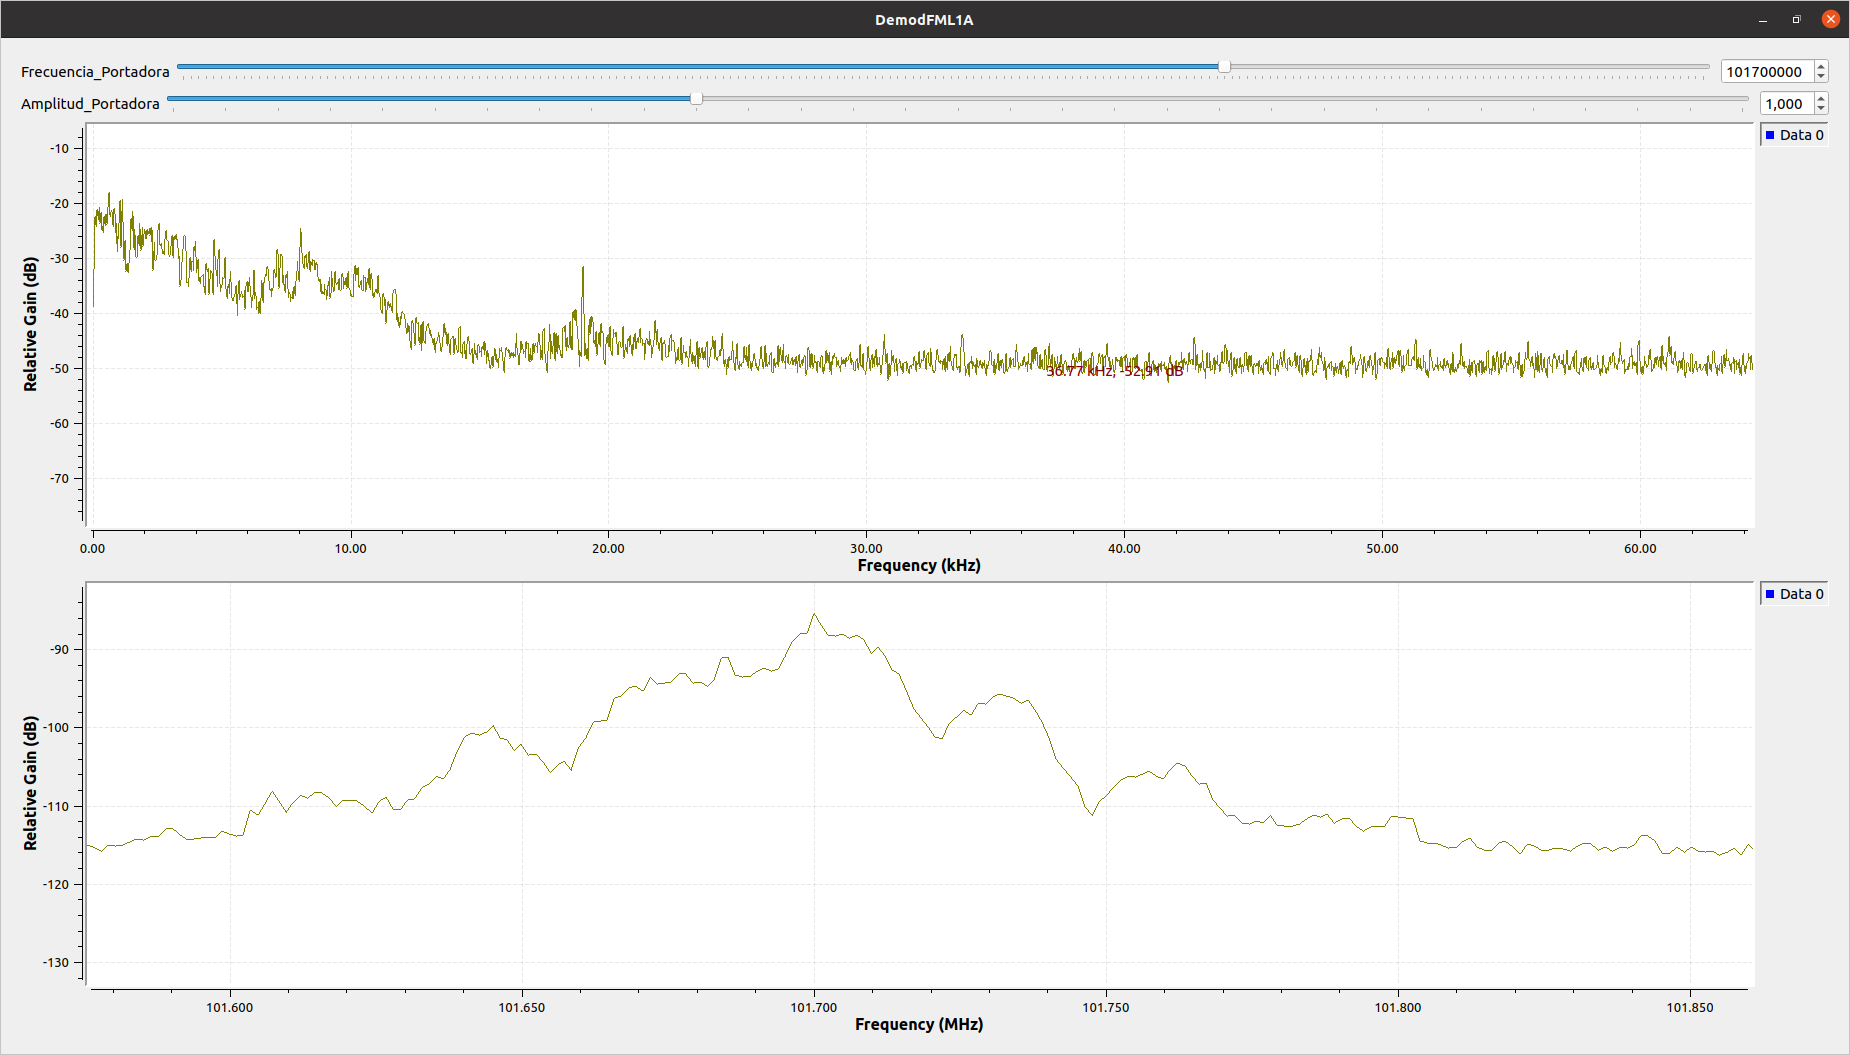 DemodFML1A
Frecuencia_Portadora 101700000
Amplitud_Portadora 1,000
Data 0
Relative Gain (dB)
-10
-20
-30
-40
-50
-60
-70
36.77 kHz, -52.91 dB
0.00 10.00 20.00 30.00 40.00 50.00 60.00
Frequency (kHz)
Data 0
Relative Gain (dB)
-90
-100
-110
-120
-130
101.600 101.650 101.700 101.750 101.800 101.850
Frequency (MHz)